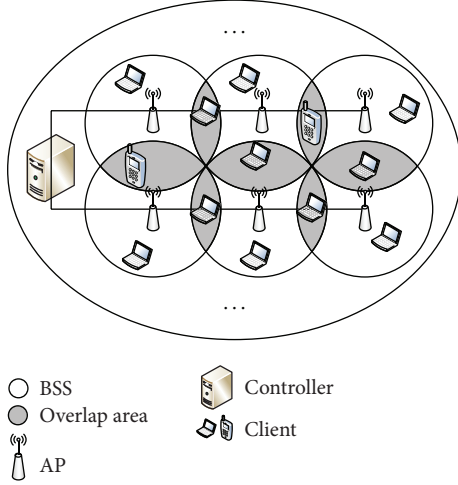 ...
...
BSS
Controller
Overlap area
Client
AP